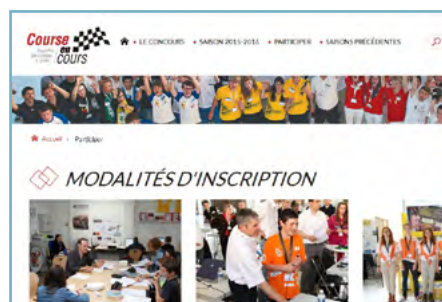 Course
en
cours
LE CONCOURS SAISON 2015-2016 PARTICIPER SAISONS PRÉCÉDENTES
Accueil > Participer
MODALITÉS D'INSCRIPTION